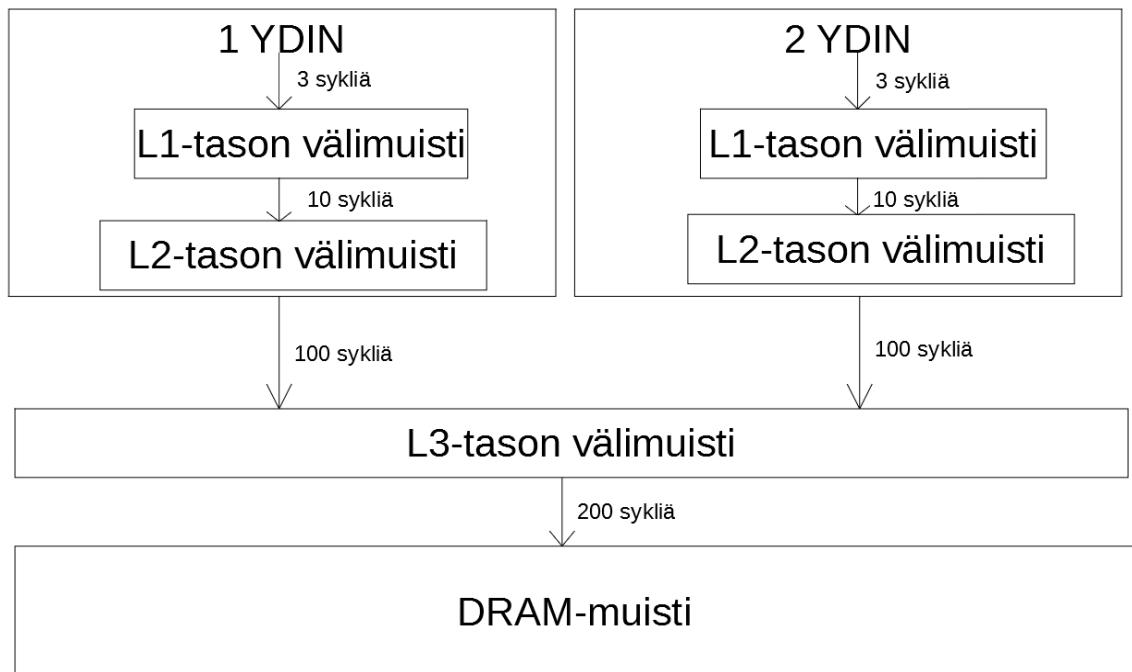 1 YDIN
3 sykliä
L1-tason välimuisti
10 sykliä
L2-tason välimuisti
100 sykliä
2 YDIN
3 sykliä
L1-tason välimuisti
10 sykliä
L2-tason välimuisti
100 sykliä
L3-tason välimuisti
200 sykliä
DRAM-muisti